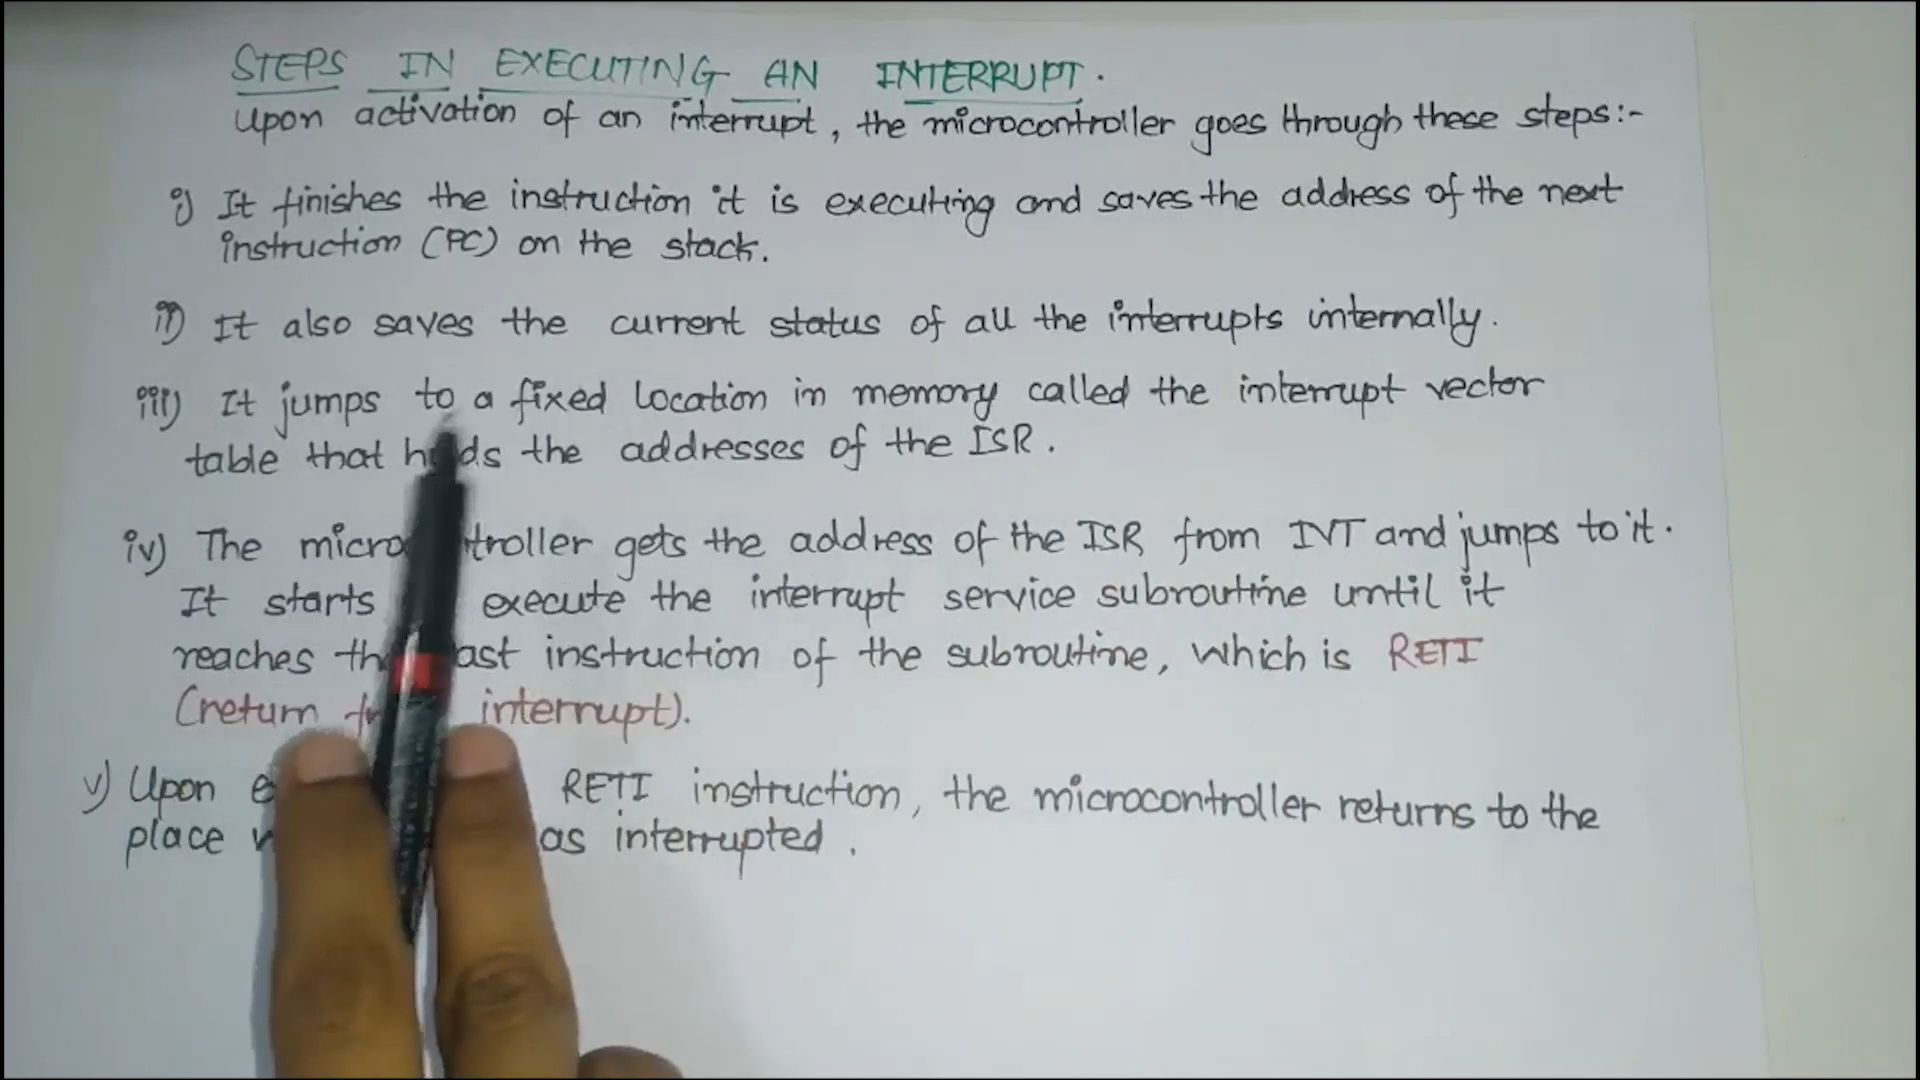 STEPS IN EXECUTING AN INTERRUPT.
Upon activation of an interrupt, the microcontroller goes through these steps:-
i) It finishes the instruction it is executing and saves the address of the next
instruction (PC) on the stack.
ii) It also saves the current status of all the interrupts internally.
iii) It jumps to a fixed location in memory called the interrupt vector
table that holds the addresses of the ISR.
iv) The microcontroller gets the address of the ISR from IVT and jumps to it.
It starts execute the interrupt service subroutine until it
reaches the last instruction of the subroutine, which is RETI
(return interrupt).
v) Upon RETI instruction, the microcontroller returns to the
place interrupted.